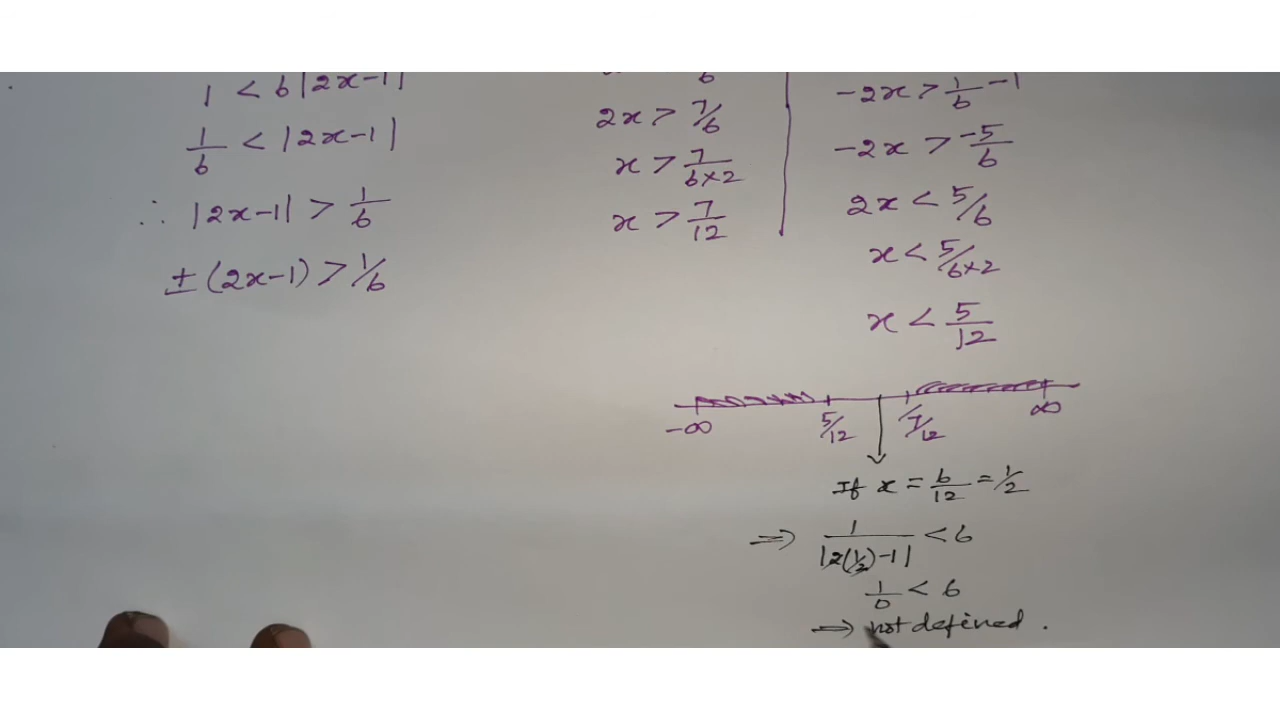 1 < 6|2x-1|
1/6 < |2x-1|
∴ |2x-1| > 1/6
± (2x-1) > 1/6
6
2x > 7/6
x > 7/6×2
x > 7/12
-2x > 1/6 -1
-2x > -5/6
2x < 5/6
x < 5/6×2
x < 5/12
-∞ 5/12 7/12 ∞
If x = 6/12 = 1/2
⇒ 1/|2(1/2)-1| < 6
1/0 < 6
⇒ not defined.